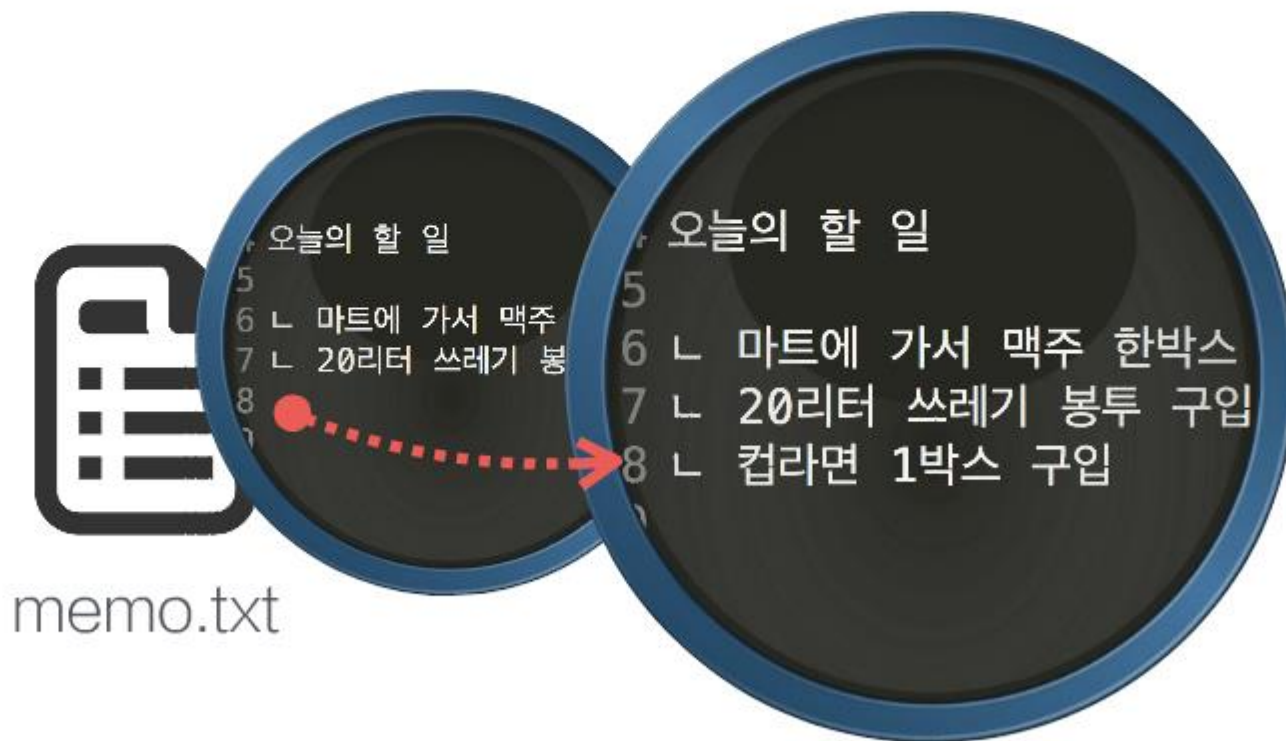 오늘의 할 일
5
6 ㄴ 마트에 가서 맥주
7 ㄴ 20리터 쓰레기 봉
8
오늘의 할 일
5
6 ㄴ 마트에 가서 맥주 한박스
7 ㄴ 20리터 쓰레기 봉투 구입
8 ㄴ 컵라면 1박스 구입
memo.txt